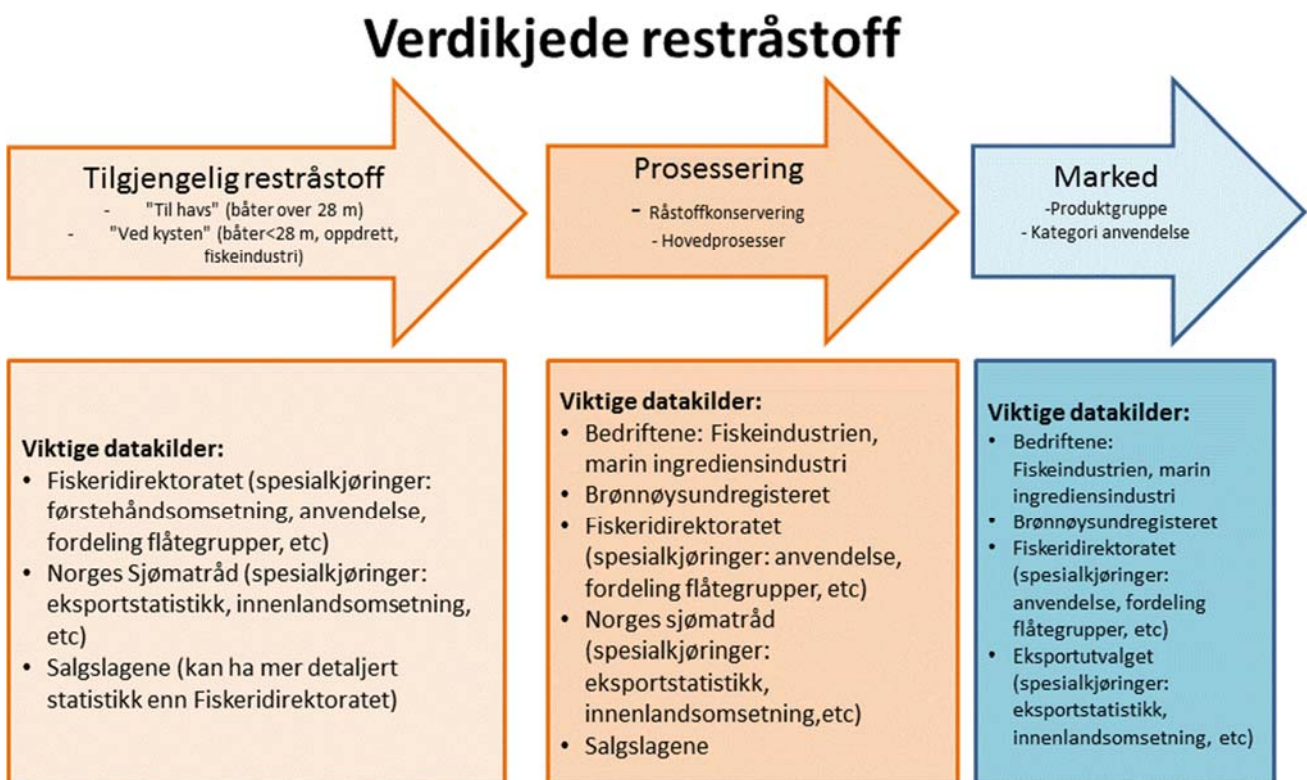 Verdikjede restråstoff
Tilgjengelig restråstoff
- "Til havs" (båter over 28 m)
- "Ved kysten" (båter<28 m, oppdrett,
fiskeindustri)
Prosessering
- Råstoffkonservering
- Hovedprosesser
Marked
-Produktgruppe
- Kategori anvendelse
Viktige datakilder:
• Fiskeridirektoratet (spesialkjøringer:
førstehåndsomsetning, anvendelse,
fordeling flåtegrupper, etc)
• Norges Sjømatråd (spesialkjøringer:
eksportstatistikk, innenlandsomsetning,
etc)
• Salgslagene (kan ha mer detaljert
statistikk enn Fiskeridirektoratet)
Viktige datakilder:
• Bedriftene: Fiskeindustrien,
marin ingrediensindustri
• Brønnøysundregisteret
• Fiskeridirektoratet
(spesialkjøringer: anvendelse,
fordeling flåtegrupper, etc)
• Norges sjømatråd
(spesialkjøringer:
eksportstatistikk,
innenlandsomsetning,etc)
• Salgslagene
Viktige datakilder:
• Bedriftene:
Fiskeindustrien, marin
ingrediensindustri
• Brønnøysundregisteret
• Fiskeridirektoratet
(spesialkjøringer:
anvendelse, fordeling
flåtegrupper, etc)
• Eksportutvalget
(spesialkjøringer:
eksportstatistikk,
innenlandsomsetning, etc)